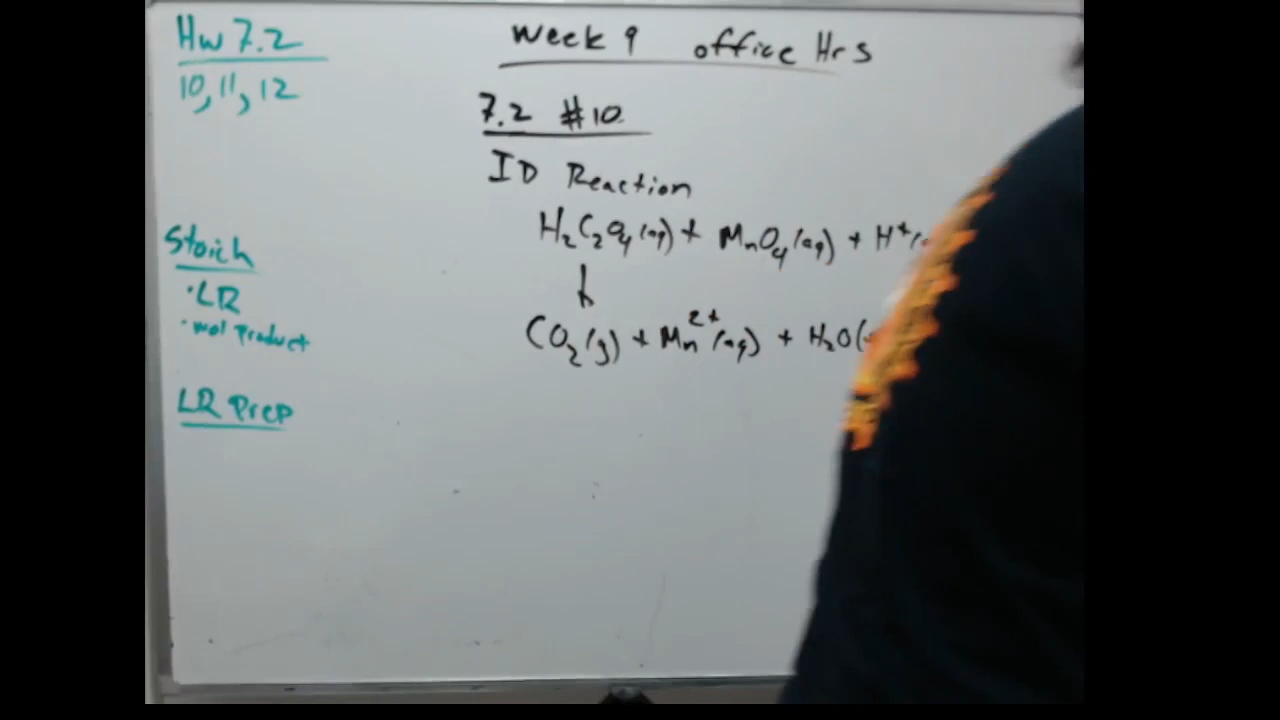 Hw 7.2
10, 11, 12
Stoich
·LR
·mol product
LR Prep
Week 9 office Hrs
7.2 #10
ID Reaction
H₂C₂O₄(aq) + MnO₄(aq) + H⁺(
↓
CO₂(g) + Mn²⁺(aq) + H₂O(